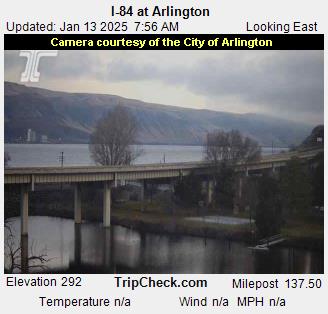 I-84 at Arlington
Updated: Jan 13 2025 7:56 AM Looking East
Camera courtesy of the City of Arlington
Elevation 292 TripCheck.com Milepost 137.50
Temperature n/a Wind n/a MPH n/a